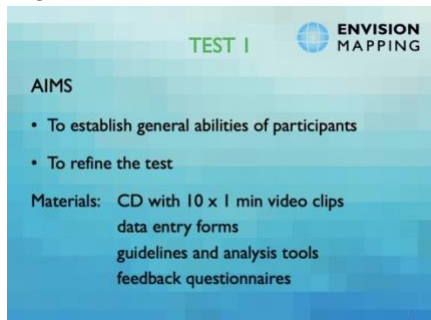 ENVISION
MAPPING
TEST 1
AIMS
• To establish general abilities of participants
• To refine the test
Materials: CD with 10 x 1 min video clips
data entry forms
guidelines and analysis tools
feedback questionnaires